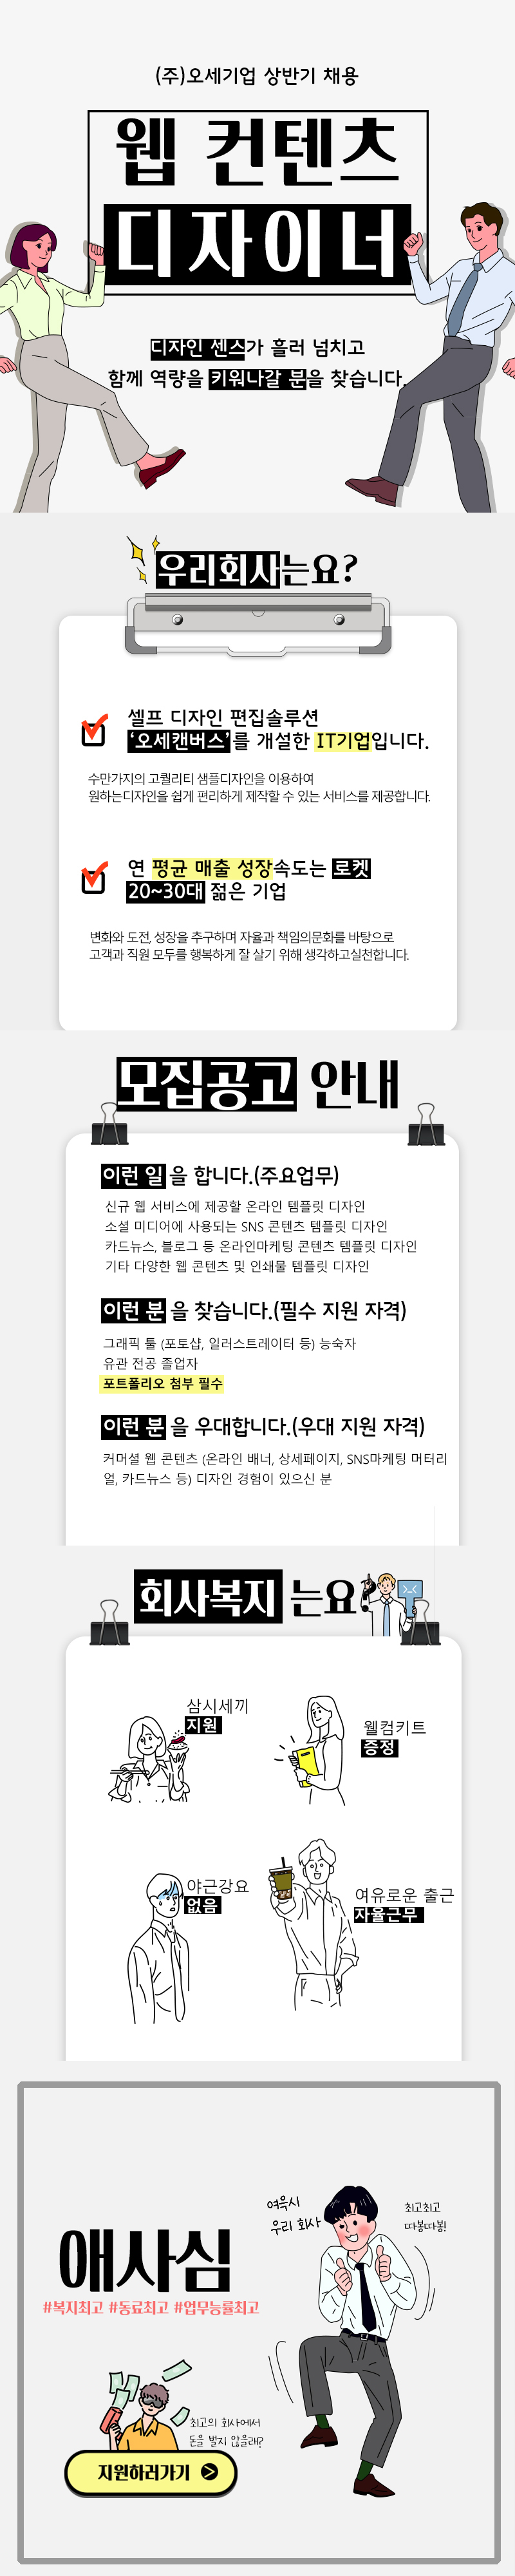 (주)오세기업 상반기 채용
웹 컨텐츠
디자이너
디자인 센스가 흘러 넘치고
함께 역량을 키워나갈 분을 찾습니다.
우리회사는요?
셀프 디자인 편집솔루션
‘오세캔버스’를 개설한 IT기업입니다.
수만가지의 고퀄리티 샘플디자인을 이용하여
원하는디자인을 쉽게 편리하게 제작할 수 있는 서비스를 제공합니다.
연 평균 매출 성장속도는 로켓
20~30대 젊은 기업
변화와 도전, 성장을 추구하며 자율과 책임의문화를 바탕으로
고객과 직원 모두를 행복하게 잘 살기 위해 생각하고실천합니다.
모집공고 안내
이런 일을 합니다.(주요업무)
신규 웹 서비스에 제공할 온라인 템플릿 디자인
소셜 미디어에 사용되는 SNS 콘텐츠 템플릿 디자인
카드뉴스, 블로그 등 온라인마케팅 콘텐츠 템플릿 디자인
기타 다양한 웹 콘텐츠 및 인쇄물 템플릿 디자인
이런 분을 찾습니다.(필수 지원 자격)
그래픽 툴 (포토샵, 일러스트레이터 등) 능숙자
유관 전공 졸업자
포트폴리오 첨부 필수
이런 분을 우대합니다.(우대 지원 자격)
커머셜 웹 콘텐츠 (온라인 배너, 상세페이지, SNS마케팅 머터리
얼, 카드뉴스 등) 디자인 경험이 있으신 분
회사복지 는요?
삼시세끼
지원
웰컴키트
증정
야근강요
없음
여유로운 출근
자율근무
여윽시
우리 회사
최고최고
따봉따봉!
애사심
#복지최고 #동료최고 #업무능률최고
최고의 회사에서
돈을 벌지 않을래?
지원하러가기 >